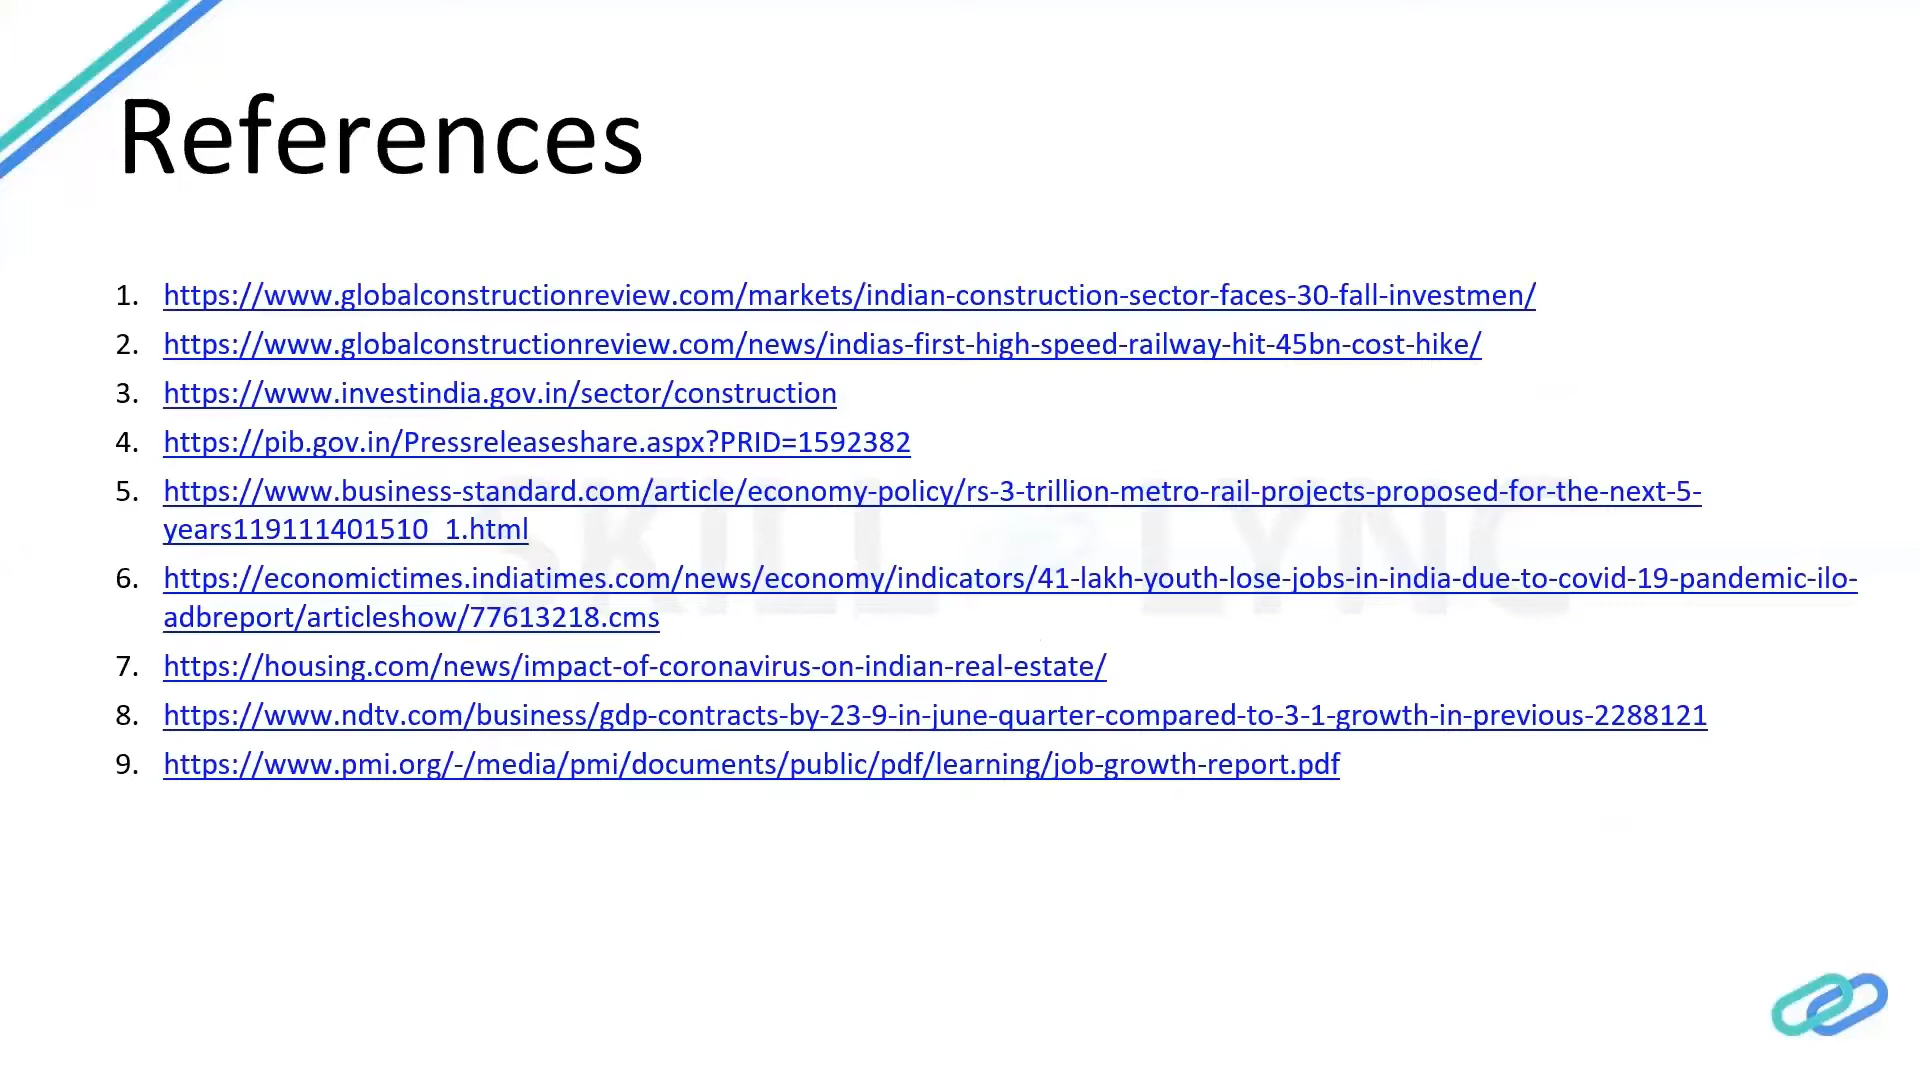 References
1. https://www.globalconstructionreview.com/markets/indian-construction-sector-faces-30-fall-investmen/
2. https://www.globalconstructionreview.com/news/indias-first-high-speed-railway-hit-45bn-cost-hike/
3. https://www.investindia.gov.in/sector/construction
4. https://pib.gov.in/Pressreleaseshare.aspx?PRID=1592382
5. https://www.business-standard.com/article/economy-policy/rs-3-trillion-metro-rail-projects-proposed-for-the-next-5-
years119111401510_1.html
SKILL LYNC
6. https://economictimes.indiatimes.com/news/economy/indicators/41-lakh-youth-lose-jobs-in-india-due-to-covid-19-pandemic-ilo-
adbreport/articleshow/77613218.cms
7. https://housing.com/news/impact-of-coronavirus-on-indian-real-estate/
8. https://www.ndtv.com/business/gdp-contracts-by-23-9-in-june-quarter-compared-to-3-1-growth-in-previous-2288121
9. https://www.pmi.org/-/media/pmi/documents/public/pdf/learning/job-growth-report.pdf